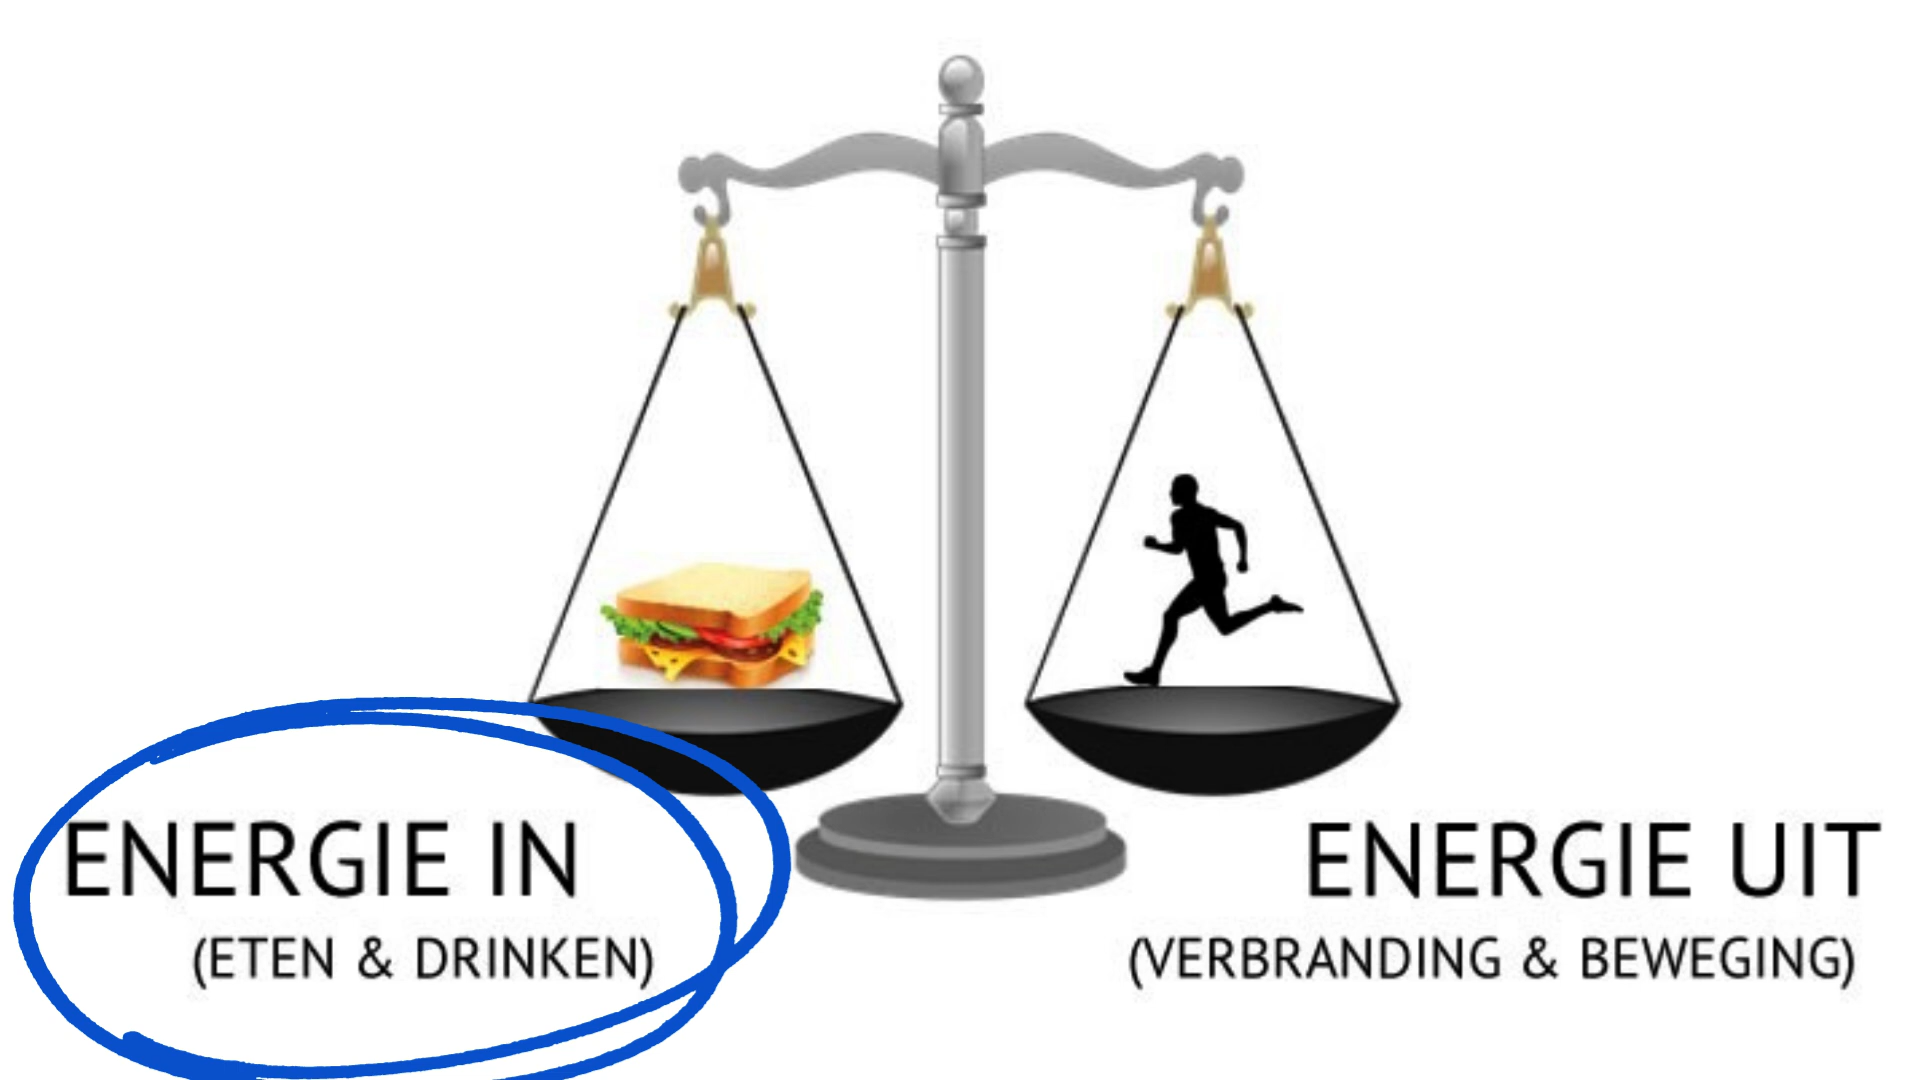 ENERGIE IN
(ETEN & DRINKEN)
ENERGIE UIT
(VERBRANDING & BEWEGING)